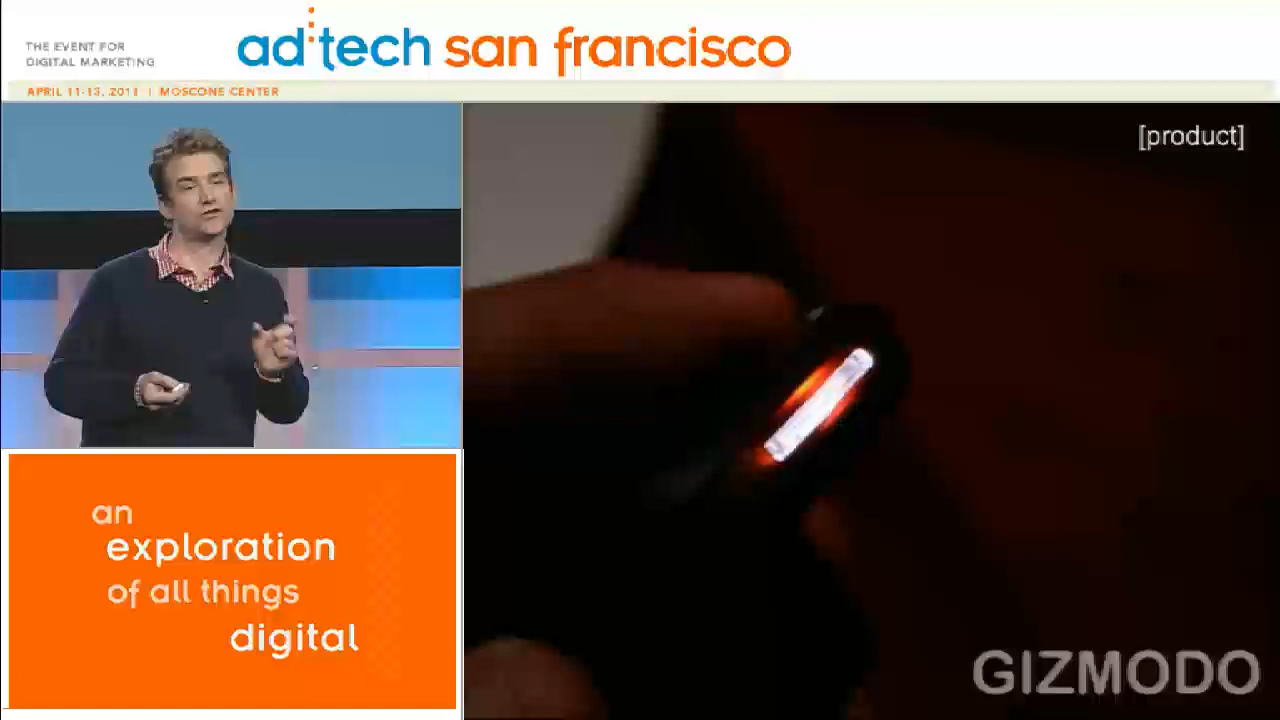 THE EVENT FOR
DIGITAL MARKETING
ad:tech san francisco
APRIL 11-13, 2011 | MOSCONE CENTER
[product]
an
exploration
of all things
digital
GIZMODO